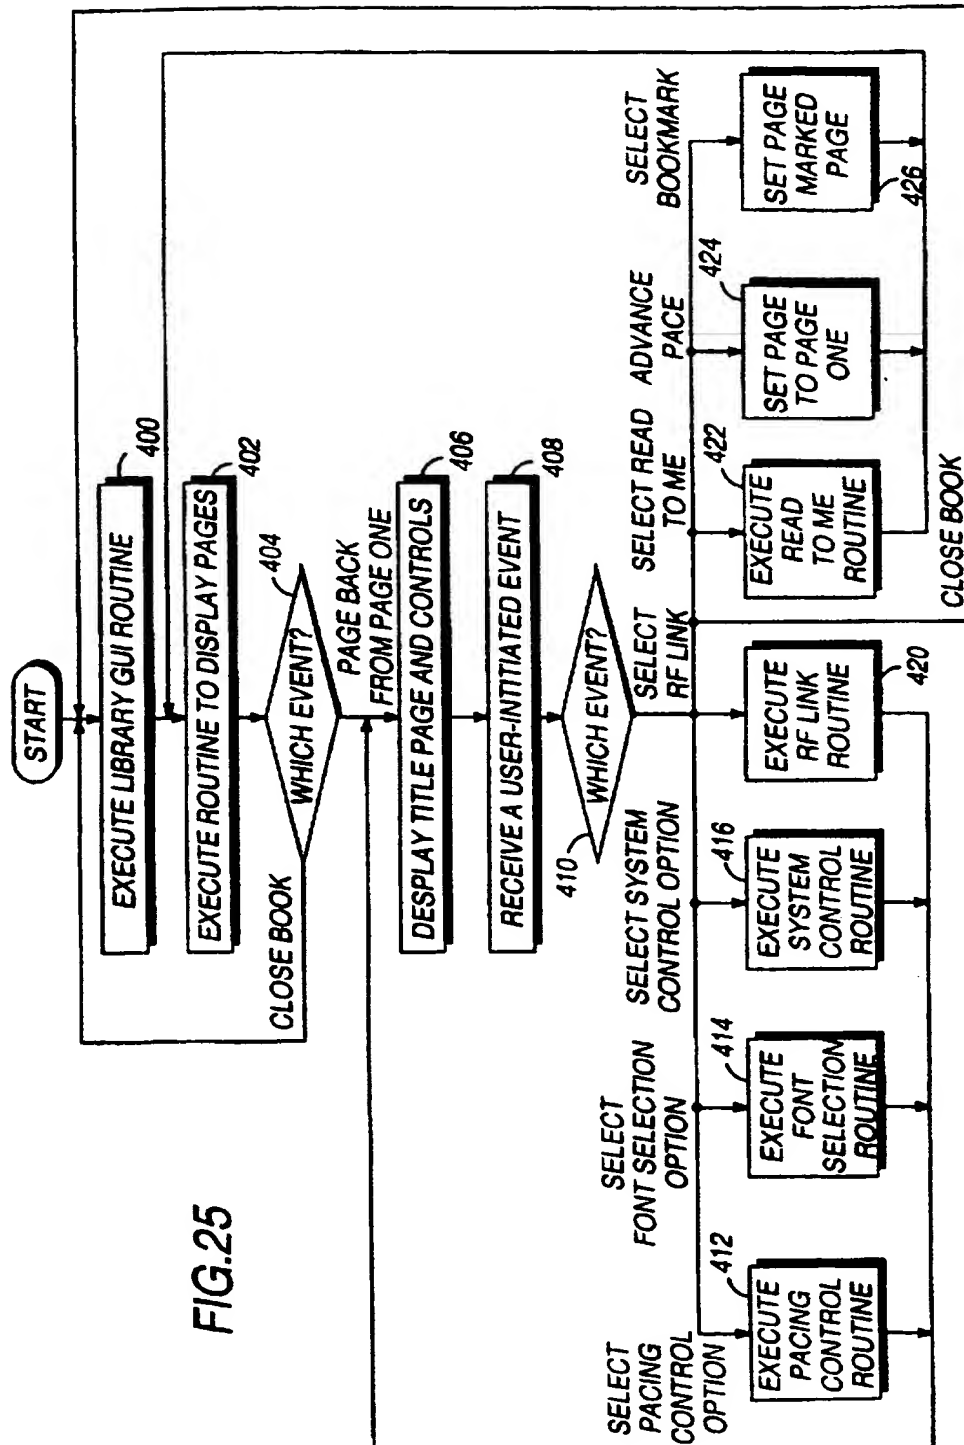 FIG.25
START
EXECUTE LIBRARY GUI ROUTINE
400
EXECUTE ROUTINE TO DISPLAY PAGES
402
WHICH EVENT?
404
CLOSE BOOK
PAGE BACK
FROM PAGE ONE
DISPLAY TITLE PAGE AND CONTROLS
406
RECEIVE A USER-INTITIATED EVENT
408
WHICH EVENT?
410
SELECT
PACING
CONTROL
OPTION
412
EXECUTE
PACING
CONTROL
ROUTINE
SELECT
FONT SELECTION
OPTION
414
EXECUTE
FONT
SELECTION
ROUTINE
SELECT SYSTEM
CONTROL OPTION
416
EXECUTE
SYSTEM
CONTROL
ROUTINE
SELECT
RF LINK
EXECUTE
RF LINK
ROUTINE
420
SELECT READ
TO ME
422
EXECUTE
READ
TO ME
ROUTINE
ADVANCE
PACE
424
SET PAGE
TO PAGE
ONE
SELECT
BOOKMARK
SET PAGE
MARKED
PAGE
426
CLOSE BOOK